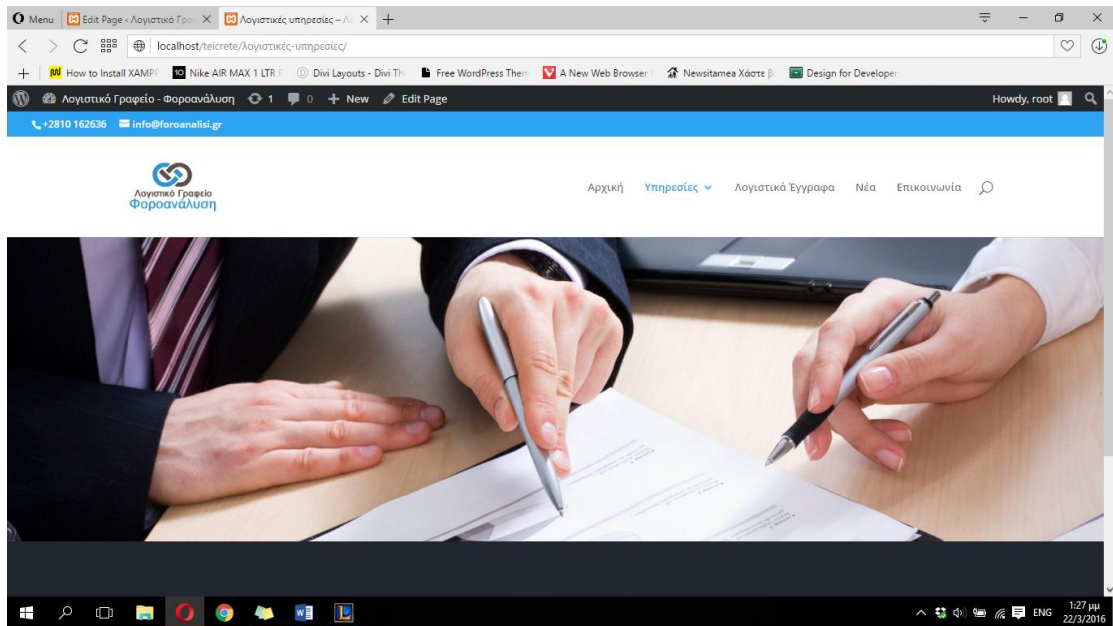 Menu
Edit Page ‹ Λογιστικό Γρα
Λογιστικές υπηρεσίες – Λο
localhost/teicrete/λογιστικές-υπηρεσίες/
How to Install XAMPP
10 Nike AIR MAX 1 LTR
Divi Layouts - Divi Th
Free WordPress Them
A New Web Browser
Newsitamea Χάστε β
Design for Developer
Λογιστικό Γραφείο - Φοροανάλυση
1
0
New
Edit Page
Howdy, root
+2810 162636
info@foroanalisi.gr
Λογιστικό Γραφείο
Φοροανάλυση
Αρχική
Υπηρεσίες
Λογιστικά Έγγραφα
Νέα
Επικοινωνία
ENG
1:27 μμ
22/3/2016